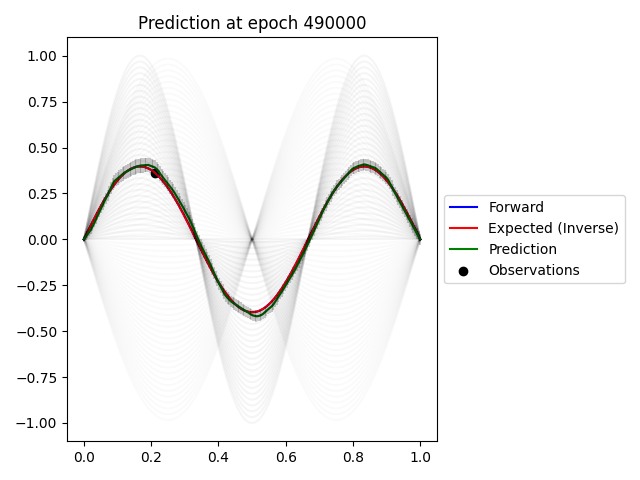 Prediction at epoch 490000
1.00
0.75
0.50
0.25
0.00
-0.25
-0.50
-0.75
-1.00
0.0 0.2 0.4 0.6 0.8 1.0
Forward
Expected (Inverse)
Prediction
Observations